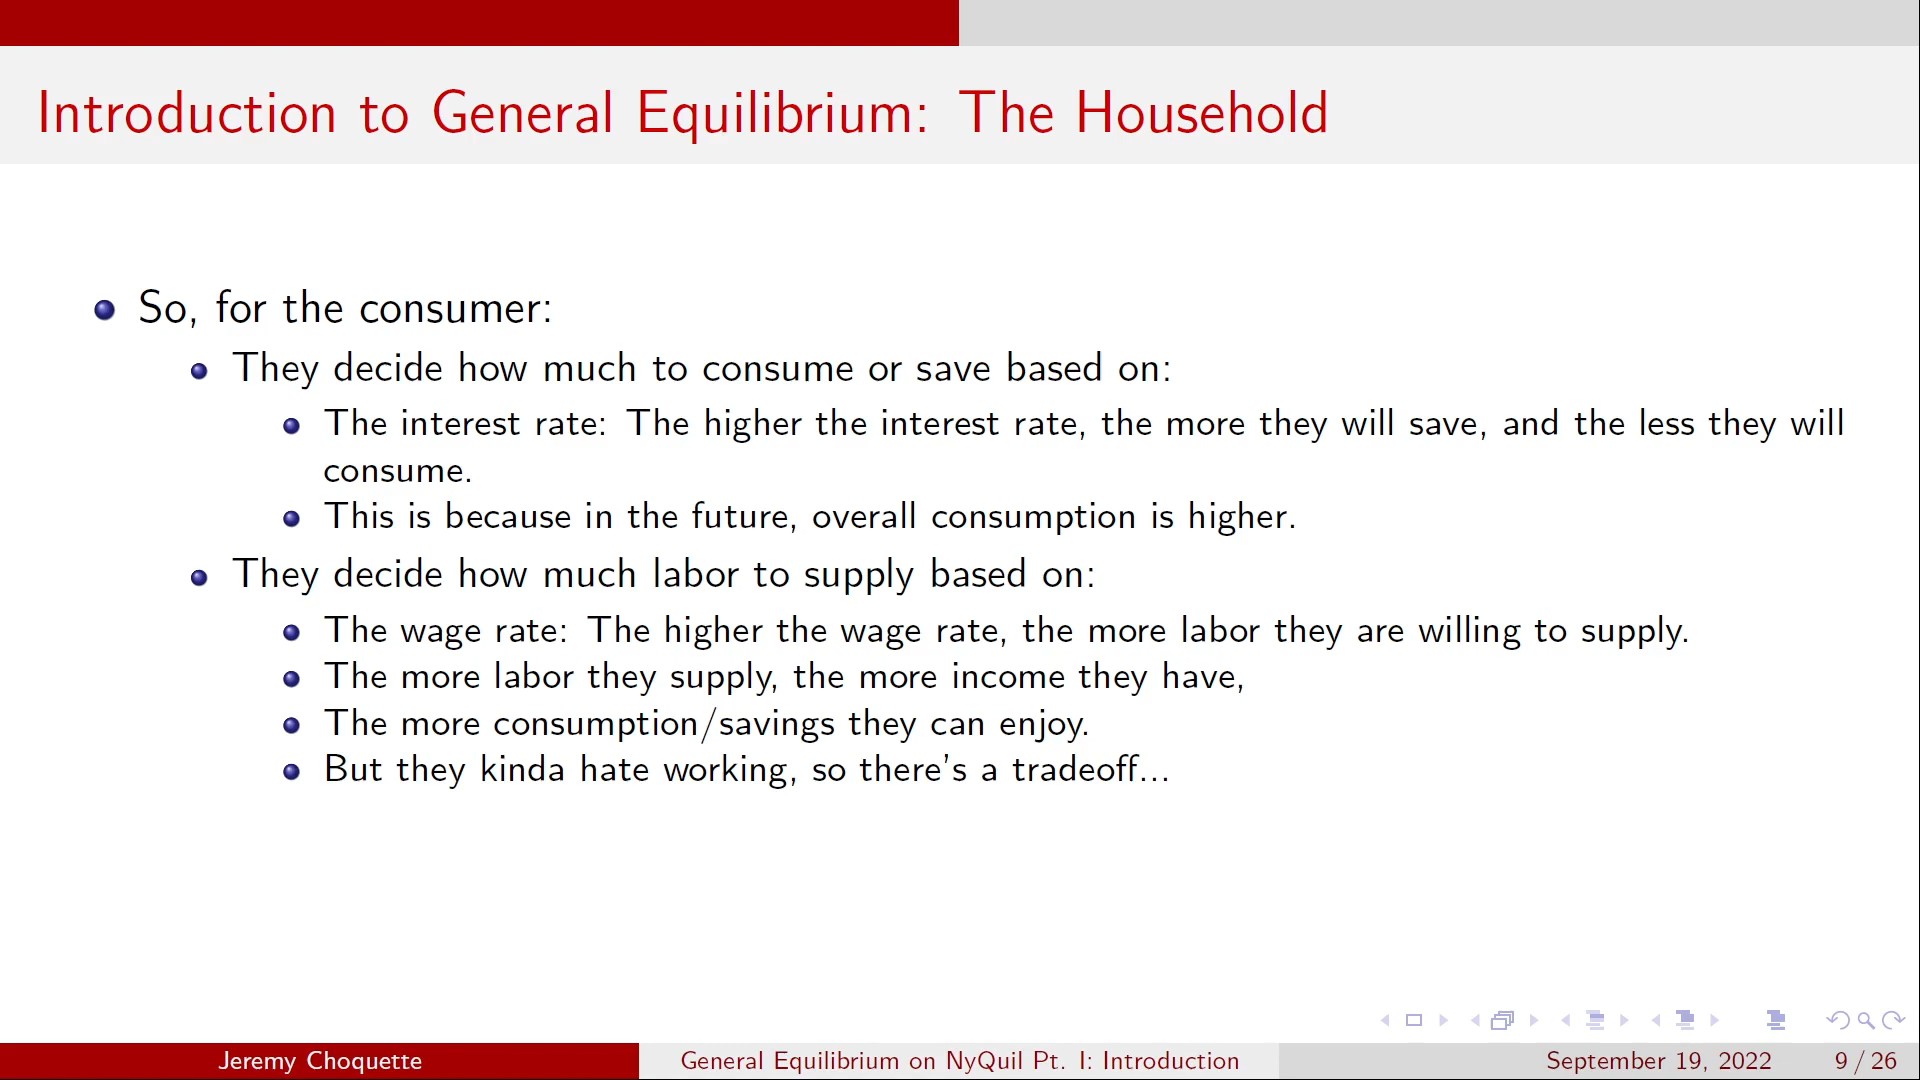 Introduction to General Equilibrium: The Household
So, for the consumer:
They decide how much to consume or save based on:
The interest rate: The higher the interest rate, the more they will save, and the less they will
consume.
This is because in the future, overall consumption is higher.
They decide how much labor to supply based on:
The wage rate: The higher the wage rate, the more labor they are willing to supply.
The more labor they supply, the more income they have,
The more consumption/savings they can enjoy.
But they kinda hate working, so there's a tradeoff...
Jeremy Choquette
General Equilibrium on NyQuil Pt. I: Introduction
September 19, 2022
9 / 26